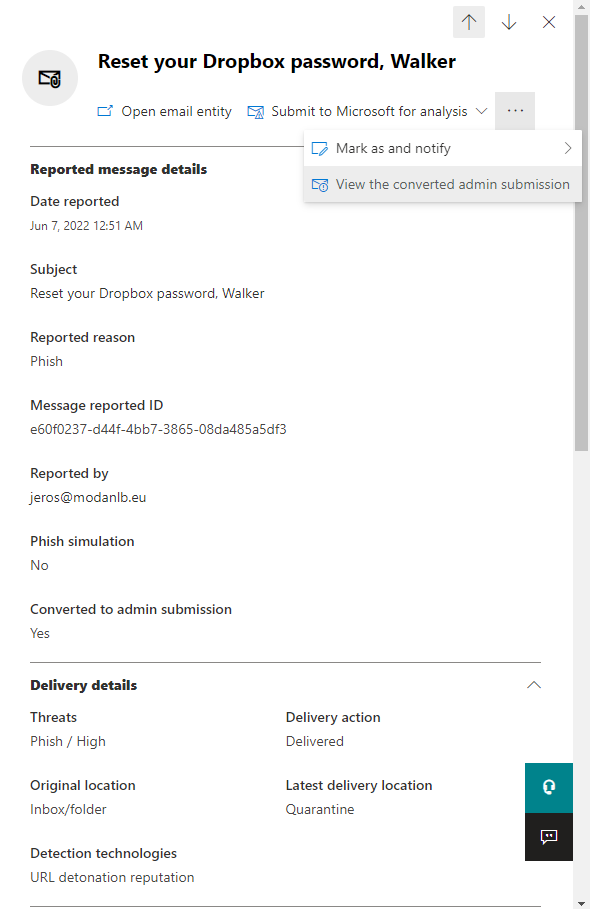 Reset your Dropbox password, Walker
Open email entity
Submit to Microsoft for analysis
...
Mark as and notify
View the converted admin submission
Reported message details
Date reported
Jun 7, 2022 12:51 AM
Subject
Reset your Dropbox password, Walker
Reported reason
Phish
Message reported ID
e60f0237-d44f-4bb7-3865-08da485a5df3
Reported by
jeros@modanlb.eu
Phish simulation
No
Converted to admin submission
Yes
Delivery details
Threats
Phish / High
Delivery action
Delivered
Original location
Inbox/folder
Latest delivery location
Quarantine
Detection technologies
URL detonation reputation